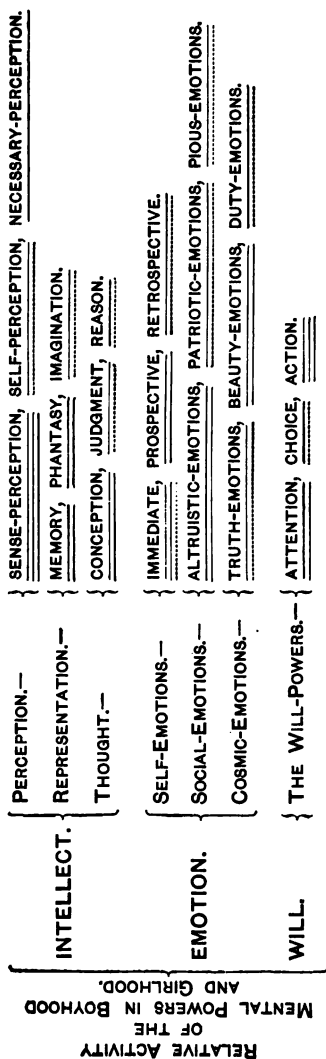 RELATIVE ACTIVITY
OF THE
MENTAL POWERS IN BOYHOOD
AND GIRLHOOD.
INTELLECT.
PERCEPTION.— SENSE-PERCEPTION, SELF-PERCEPTION, NECESSARY-PERCEPTION.
REPRESENTATION.— MEMORY, PHANTASY, IMAGINATION.
THOUGHT.— CONCEPTION, JUDGMENT, REASON.
EMOTION.
SELF-EMOTIONS.— IMMEDIATE, PROSPECTIVE, RETROSPECTIVE.
SOCIAL-EMOTIONS.— ALTRUISTIC-EMOTIONS, PATRIOTIC-EMOTIONS, PIOUS-EMOTIONS.
COSMIC-EMOTIONS.— TRUTH-EMOTIONS, BEAUTY-EMOTIONS, DUTY-EMOTIONS.
WILL.
THE WILL-POWERS.— ATTENTION, CHOICE, ACTION.